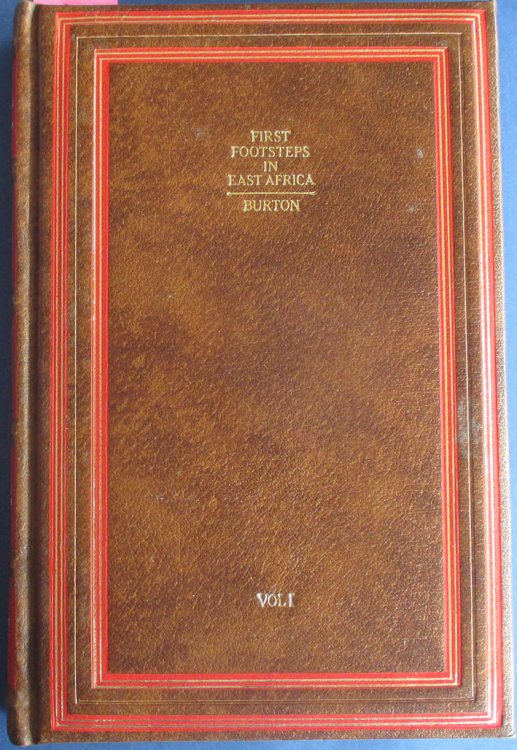 FIRST
FOOTSTEPS
IN
EAST AFRICA
BURTON
VOL I